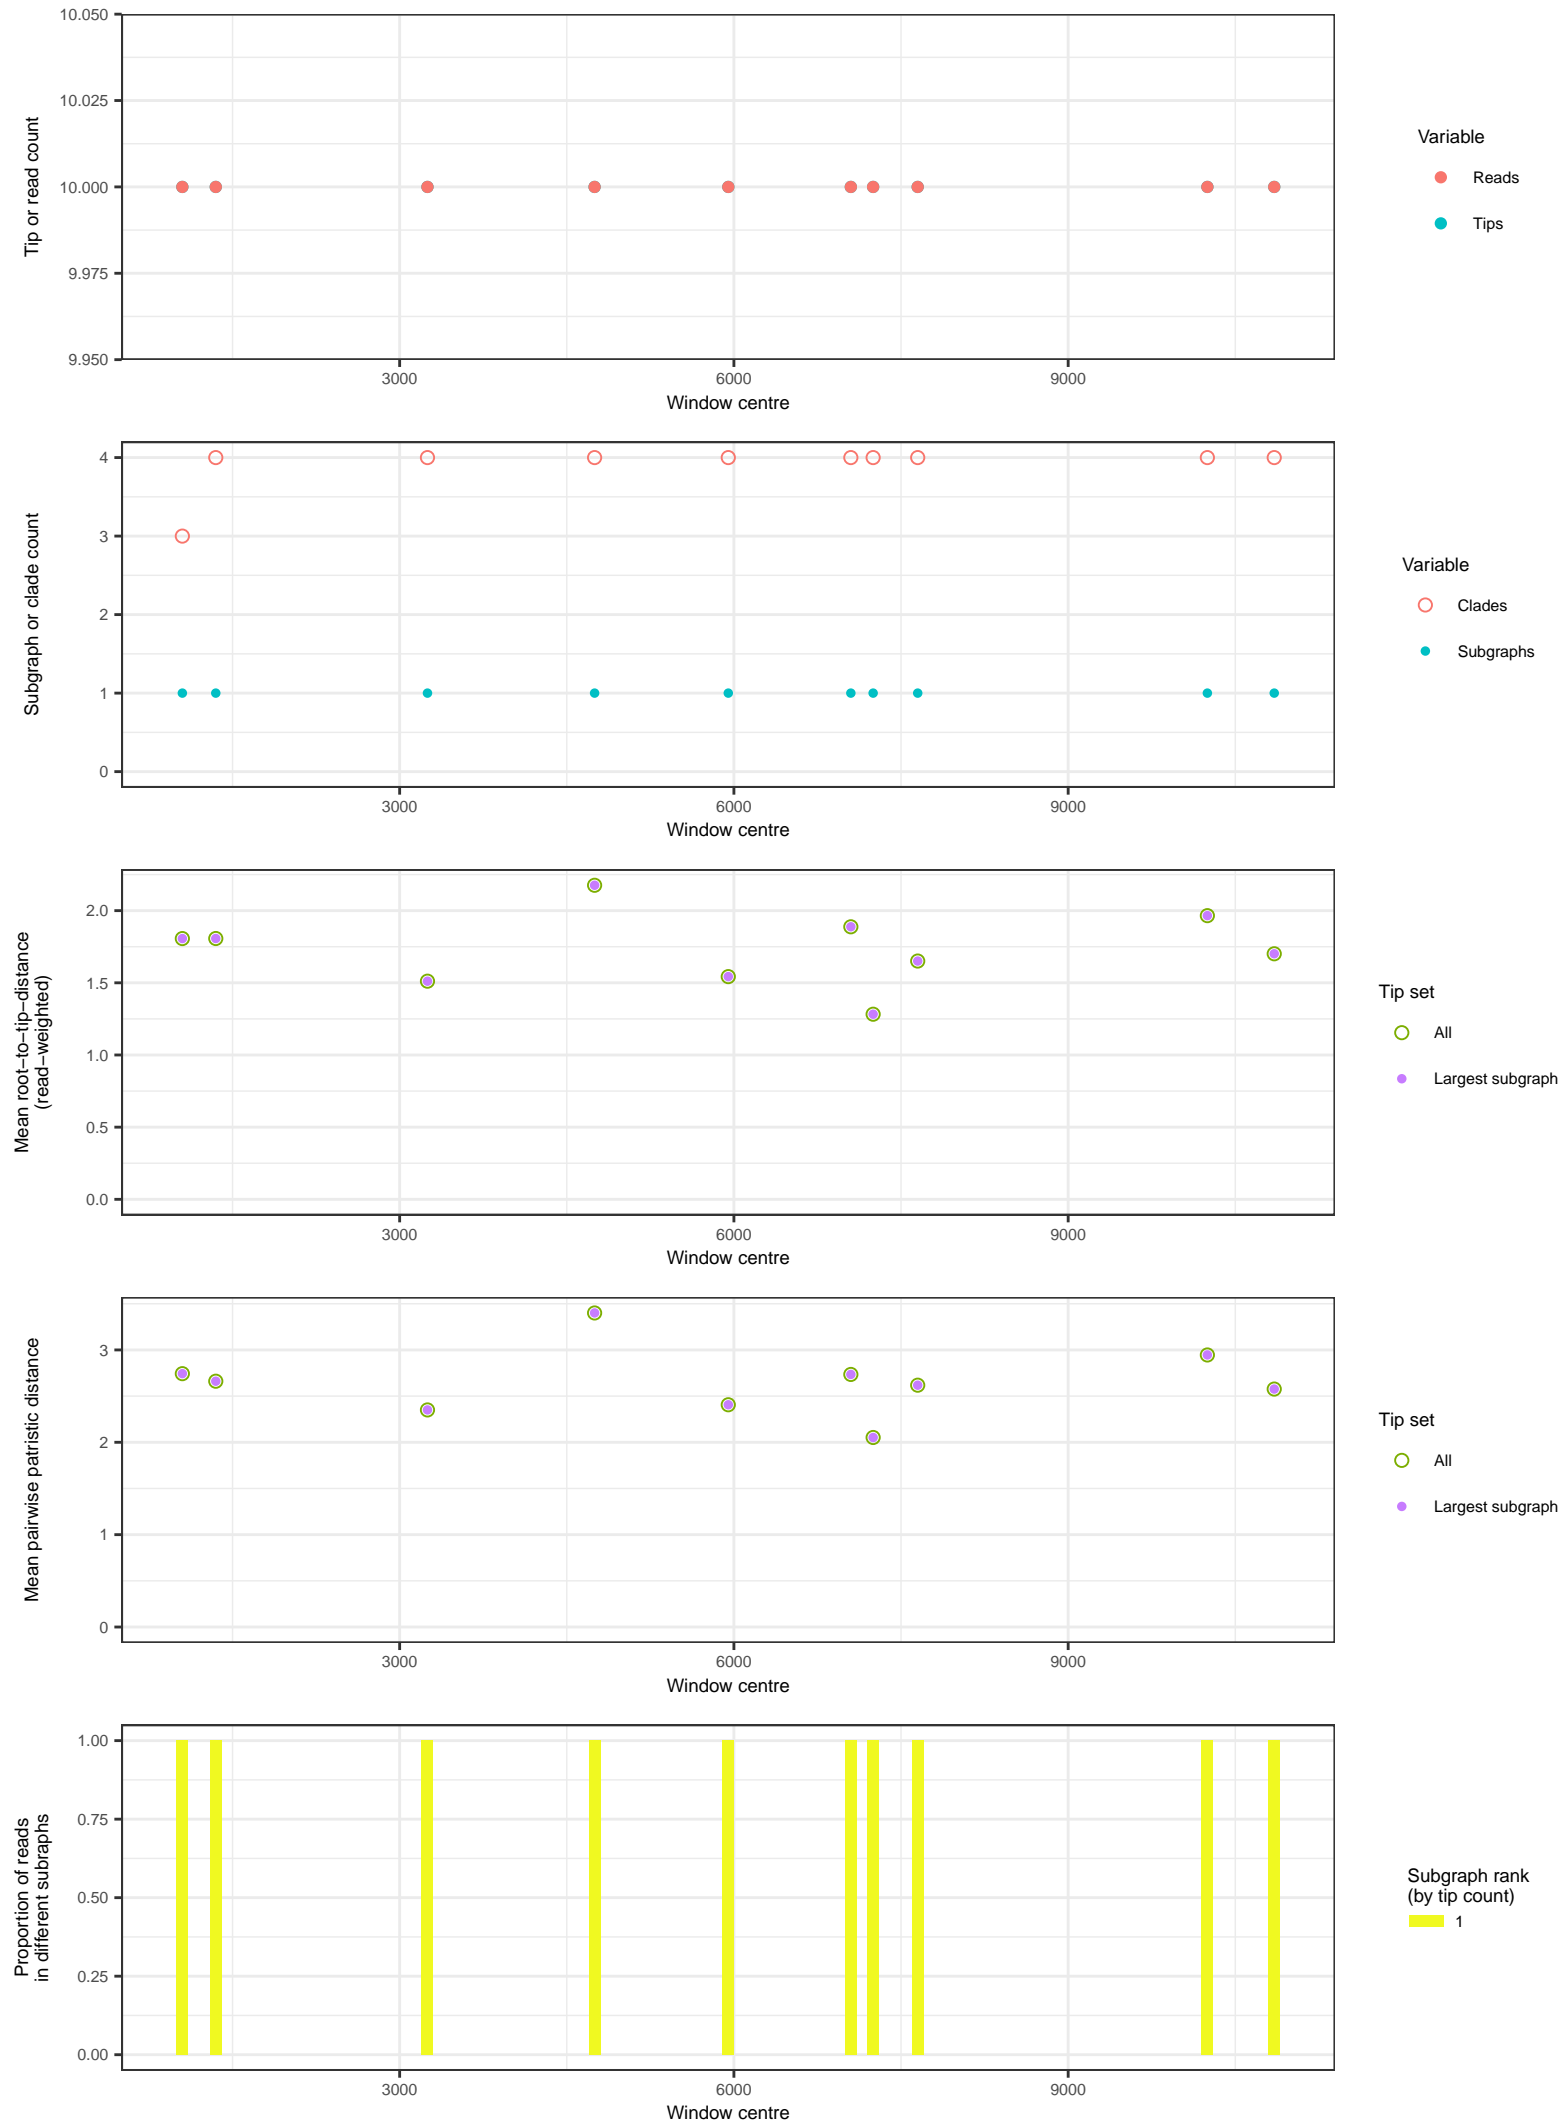 10.050
10.025
10.000
9.975
9.950
Tip or read count
3000
6000
9000
Window centre
Variable
Reads
Tips
4
3
2
1
0
Subgraph or clade count
3000
6000
9000
Window centre
Variable
Clades
Subgraphs
2.0
1.5
1.0
0.5
0.0
Mean root−to−tip−distance
(read−weighted)
3000
6000
9000
Window centre
Tip set
All
Largest subgraph
3
2
1
0
Mean pairwise patristic distance
3000
6000
9000
Window centre
Tip set
All
Largest subgraph
1.00
0.75
0.50
0.25
0.00
Proportion of reads
in different subraphs
3000
6000
9000
Window centre
Subgraph rank
(by tip count)
1